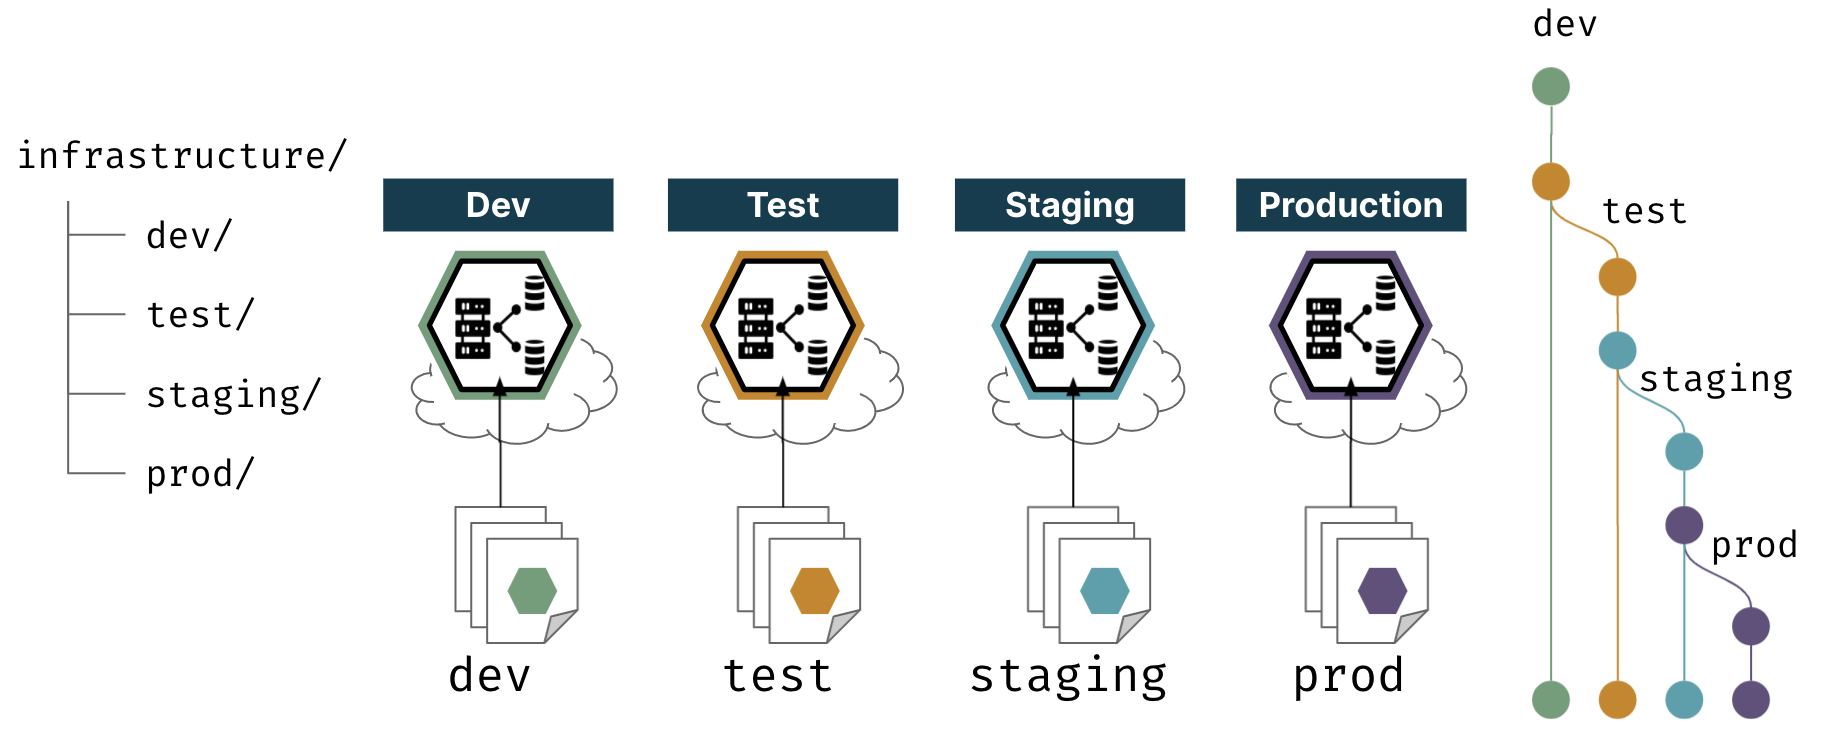 infrastructure/
dev/
test/
staging/
prod/
Dev
Test
Staging
Production
dev
test
staging
prod
dev
test
staging
prod